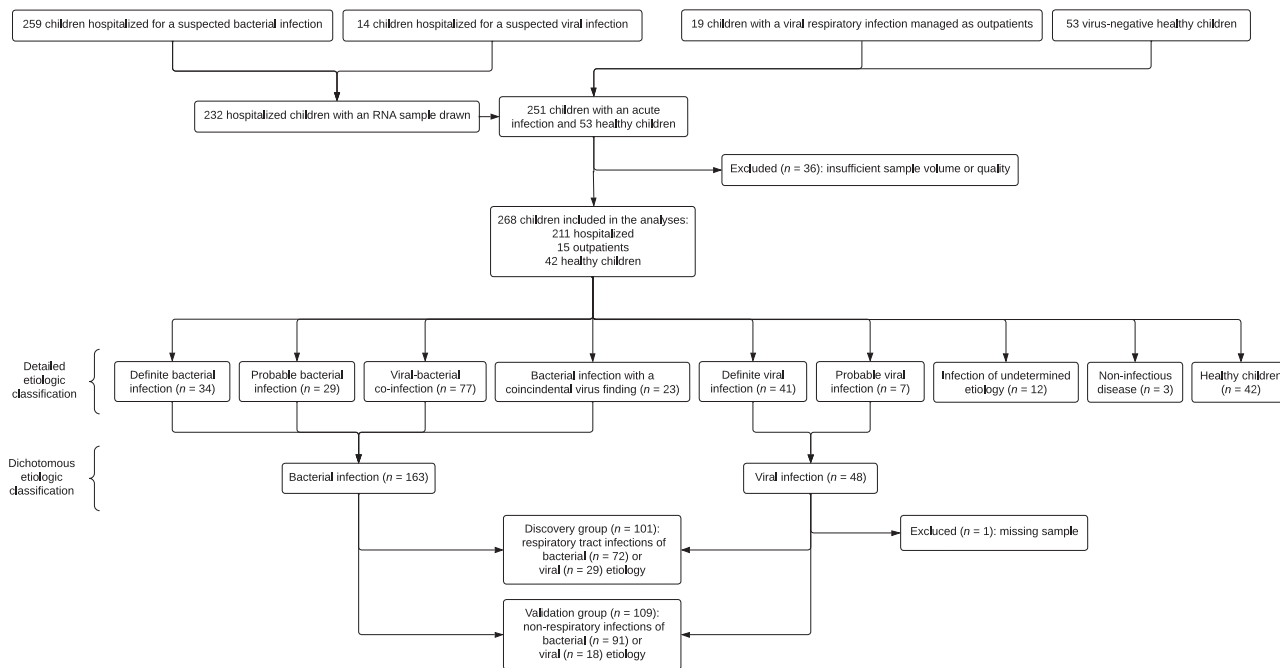 259 children hospitalized for a suspected bacterial infection
14 children hospitalized for a suspected viral infection
19 children with a viral respiratory infection managed as outpatients
53 virus-negative healthy children
232 hospitalized children with an RNA sample drawn
251 children with an acute
infection and 53 healthy children
Excluded (n = 36): insufficient sample volume or quality
268 children included in the analyses:
211 hospitalized
15 outpatients
42 healthy children
Detailed
etiologic
classification
Definite bacterial
infection (n = 34)
Probable bacterial
infection (n = 29)
Viral-bacterial
co-infection (n = 77)
Bacterial infection with a
coincidental virus finding (n = 23)
Definite viral
infection (n = 41)
Probable viral
infection (n = 7)
Infection of undetermined
etiology (n = 12)
Non-infectious
disease (n = 3)
Healthy children
(n = 42)
Dichotomous
etiologic
classification
Bacterial infection (n = 163)
Viral infection (n = 48)
Discovery group (n = 101):
respiratory tract infections of
bacterial (n = 72) or
viral (n = 29) etiology
Excluced (n = 1): missing sample
Validation group (n = 109):
non-respiratory infections of
bacterial (n = 91) or
viral (n = 18) etiology